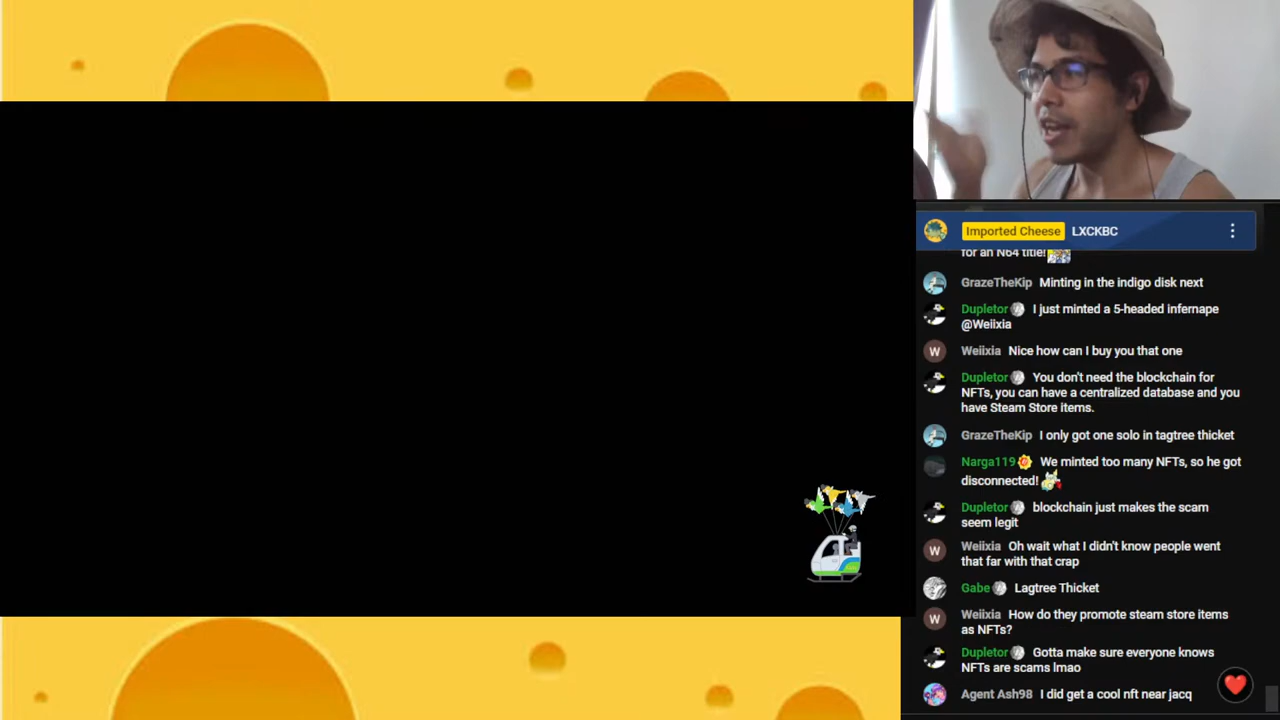 Imported Cheese LXCKBC
for an N64 title!
GrazeTheKip Minting in the indigo disk next
Dupletor I just minted a 5-headed infernape
@Weiixia
W Weiixia Nice how can I buy you that one
Dupletor You don't need the blockchain for
NFTs, you can have a centralized database and you
have Steam Store items.
GrazeTheKip I only got one solo in tagtree thicket
Narga119 We minted too many NFTs, so he got
disconnected!
Dupletor blockchain just makes the scam
seem legit
W Weiixia Oh wait what I didn't know people went
that far with that crap
Gabe Lagtree Thicket
W Weiixia How do they promote steam store items
as NFTs?
Dupletor Gotta make sure everyone knows
NFTs are scams lmao
Agent Ash98 I did get a cool nft near jacq